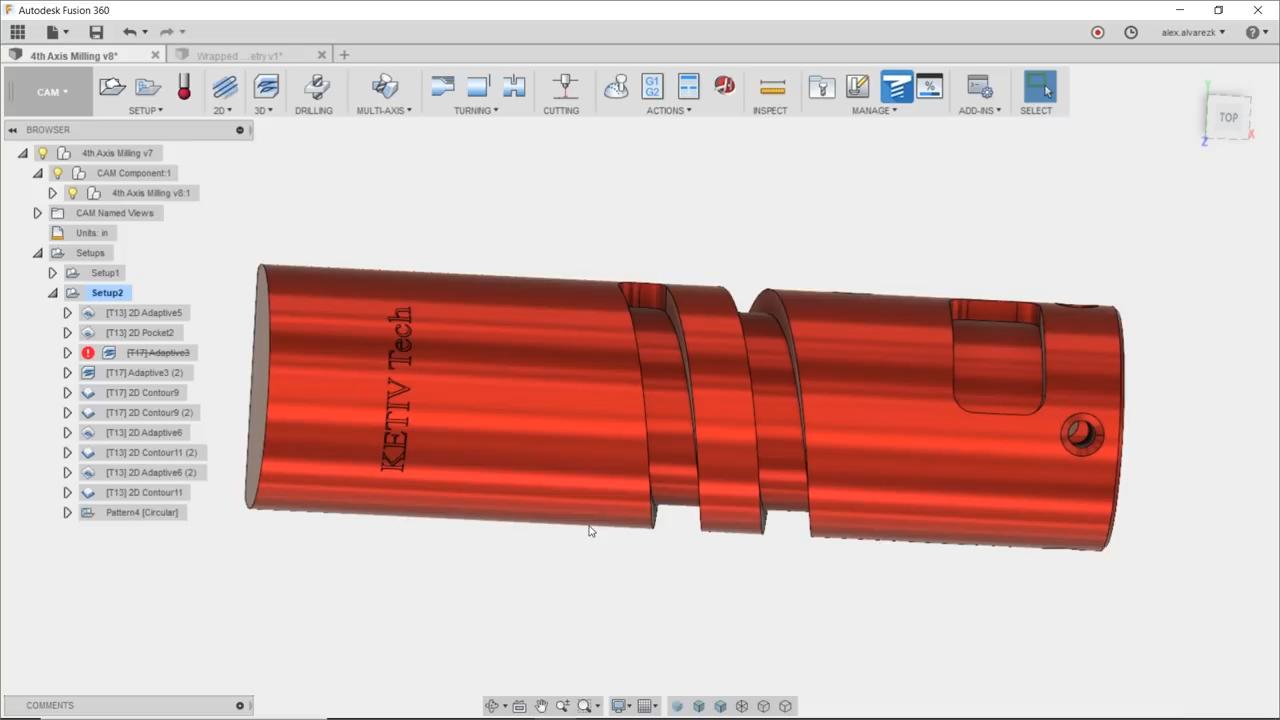 Autodesk Fusion 360
alex.alvarezk
4th Axis Milling v8*
Wrapped ...etry v1*
CAM
SETUP
2D
3D
DRILLING
MULTI-AXIS
TURNING
CUTTING
G1
G2
ACTIONS
INSPECT
%
MANAGE
ADD-INS
SELECT
TOP
Z
X
BROWSER
4th Axis Milling v7
CAM Component:1
4th Axis Milling v8:1
CAM Named Views
Units: in
Setups
Setup1
Setup2
[T13] 2D Adaptive5
[T13] 2D Pocket2
[T17] Adaptive3
[T17] Adaptive3 (2)
[T17] 2D Contour9
[T17] 2D Contour9 (2)
[T13] 2D Adaptive6
[T13] 2D Contour11 (2)
[T13] 2D Adaptive6 (2)
[T13] 2D Contour11
Pattern4 [Circular]
KETIV Tech
COMMENTS